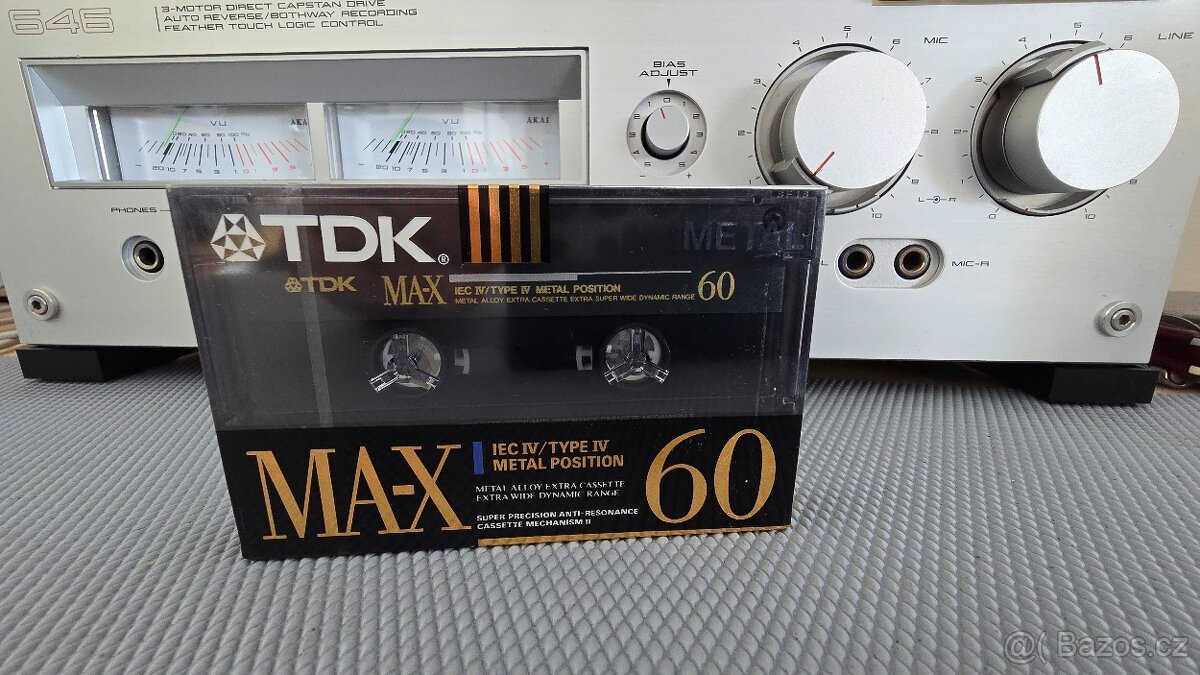 646
3-MOTOR DIRECT CAPSTAN DRIVE
AUTO REVERSE/BOTHWAY RECORDING
FEATHER TOUCH LOGIC CONTROL
VU
AKAI
VU
AKAI
BIAS
ADJUST
MIC
LINE
PHONES
L R
MIC-R
TDK®
METAL
TDK
MA-X
IEC IV/TYPE IV METAL POSITION
METAL ALLOY EXTRA CASSETTE EXTRA SUPER WIDE DYNAMIC RANGE
60
MA-X
IEC IV/TYPE IV
METAL POSITION
METAL ALLOY EXTRA CASSETTE
EXTRA WIDE DYNAMIC RANGE
SUPER PRECISION ANTI-RESONANCE
CASSETTE MECHANISM II
60
Bazos.cz